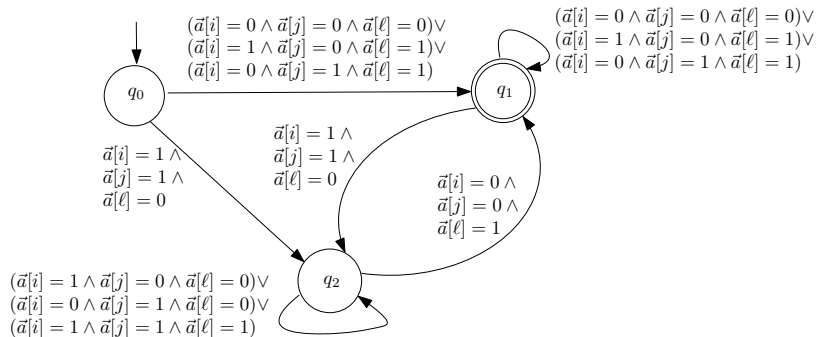 (a⃗[i] = 0 ∧ a⃗[j] = 0 ∧ a⃗[ℓ] = 0)∨
(a⃗[i] = 1 ∧ a⃗[j] = 0 ∧ a⃗[ℓ] = 1)∨
(a⃗[i] = 0 ∧ a⃗[j] = 1 ∧ a⃗[ℓ] = 1)
(a⃗[i] = 0 ∧ a⃗[j] = 0 ∧ a⃗[ℓ] = 0)∨
(a⃗[i] = 1 ∧ a⃗[j] = 0 ∧ a⃗[ℓ] = 1)∨
(a⃗[i] = 0 ∧ a⃗[j] = 1 ∧ a⃗[ℓ] = 1)
q₀
q₁
a⃗[i] = 1 ∧
a⃗[j] = 1 ∧
a⃗[ℓ] = 0
a⃗[i] = 1 ∧
a⃗[j] = 1 ∧
a⃗[ℓ] = 0
a⃗[i] = 0 ∧
a⃗[j] = 0 ∧
a⃗[ℓ] = 1
(a⃗[i] = 1 ∧ a⃗[j] = 0 ∧ a⃗[ℓ] = 0)∨
(a⃗[i] = 0 ∧ a⃗[j] = 1 ∧ a⃗[ℓ] = 0)∨
(a⃗[i] = 1 ∧ a⃗[j] = 1 ∧ a⃗[ℓ] = 1)
q₂